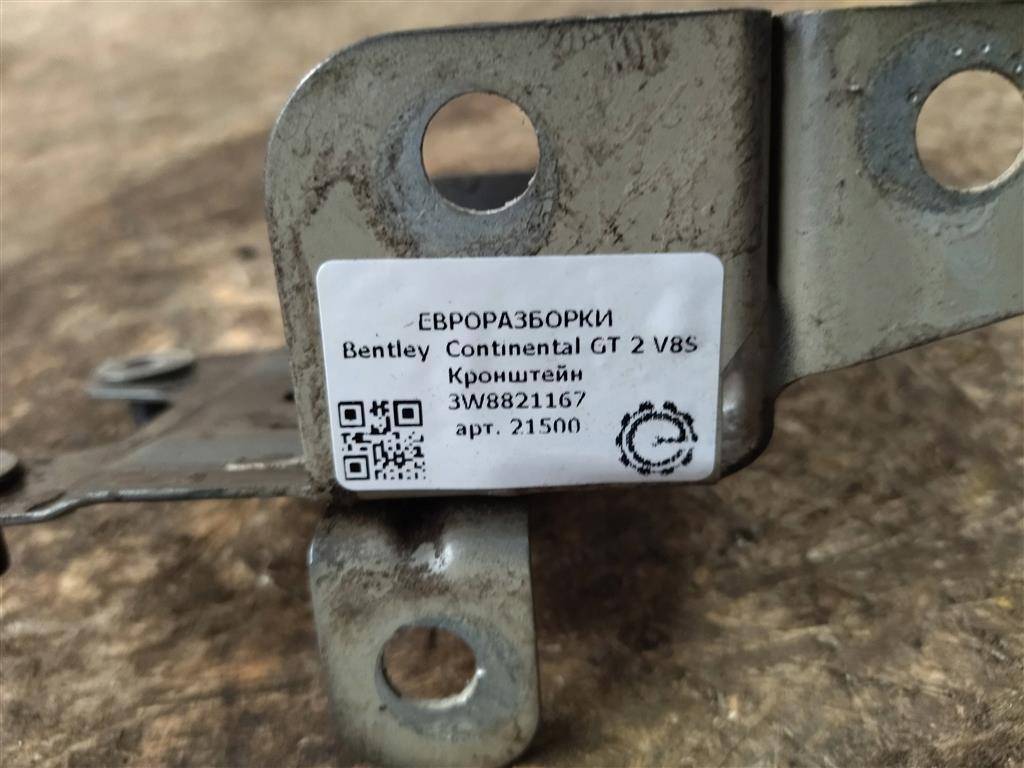 ЕВРОРАЗБОРКИ
Bentley Continental GT 2 V8S
Кронштейн
3W8821167
арт. 21500